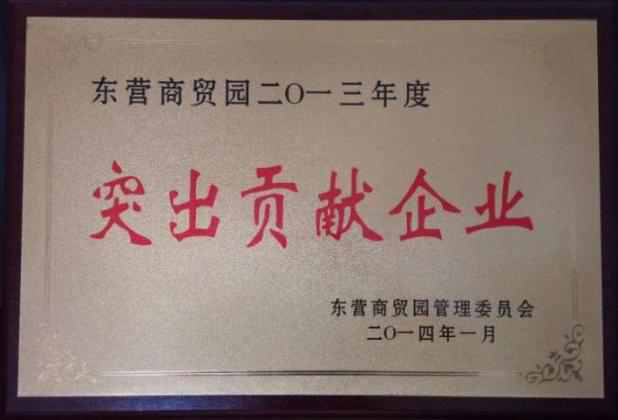 东营商贸园二〇一三年度
突出贡献企业
东营商贸园管理委员会
二〇一四年一月